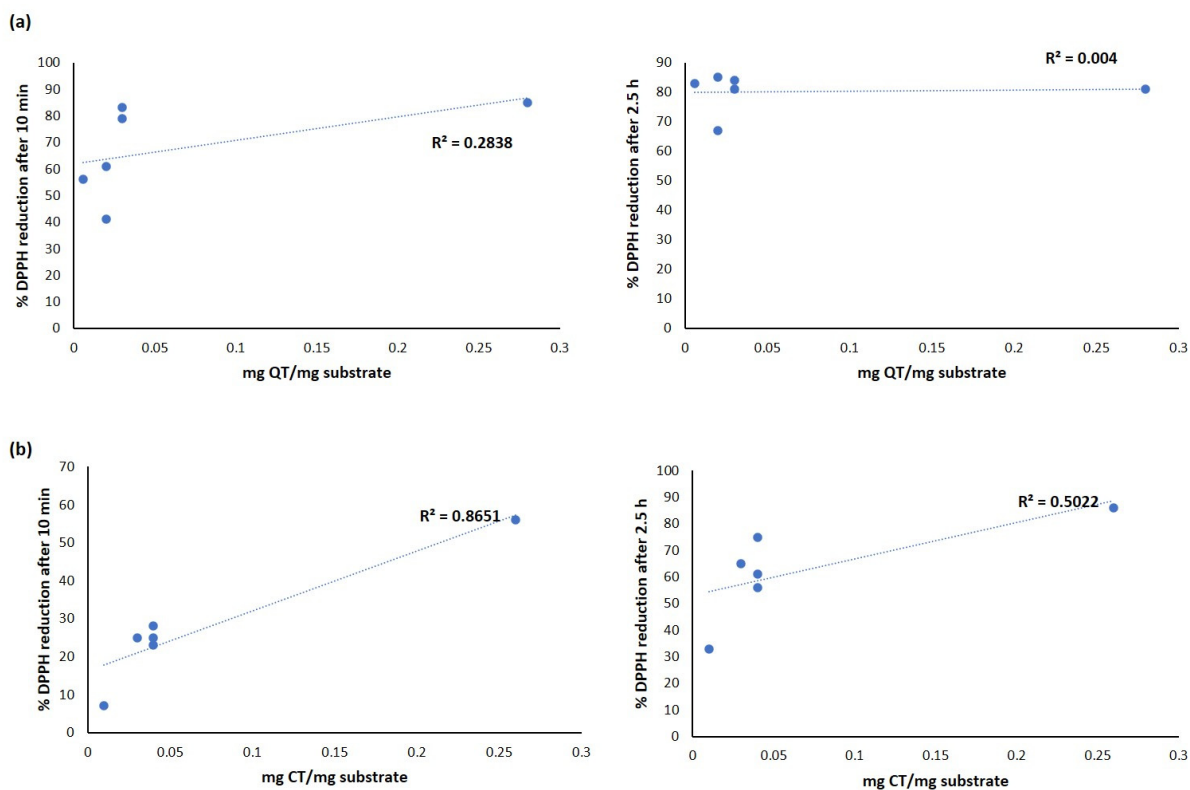 (a)
% DPPH reduction after 10 min
100
90
80
70
60
50
40
30
20
10
0
R² = 0.2838
0 0.05 0.1 0.15 0.2 0.25 0.3
mg QT/mg substrate
% DPPH reduction after 2.5 h
90
80
70
60
50
40
30
20
10
0
R² = 0.004
0 0.05 0.1 0.15 0.2 0.25 0.3
mg QT/mg substrate
(b)
% DPPH reduction after 10 min
70
60
50
40
30
20
10
0
R² = 0.8651
0 0.05 0.1 0.15 0.2 0.25 0.3
mg CT/mg substrate
% DPPH reduction after 2.5 h
100
90
80
70
60
50
40
30
20
10
0
R² = 0.5022
0 0.05 0.1 0.15 0.2 0.25 0.3
mg CT/mg substrate